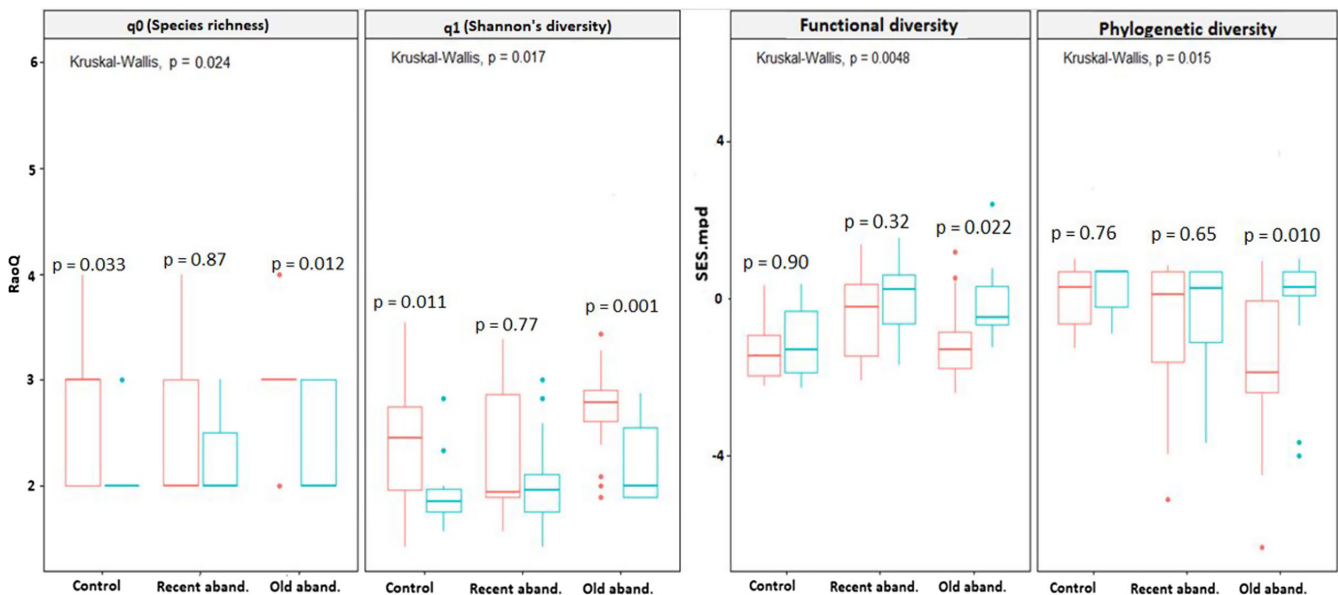 q0 (Species richness)
q1 (Shannon's diversity)
Functional diversity
Phylogenetic diversity
Kruskal-Wallis, p = 0.024
Kruskal-Wallis, p = 0.017
Kruskal-Wallis, p = 0.0048
Kruskal-Wallis, p = 0.015
RaoQ
6
5
4
3
2
p = 0.033
p = 0.87
p = 0.012
p = 0.011
p = 0.77
p = 0.001
SES.mpd
4
0
-4
p = 0.90
p = 0.32
p = 0.022
p = 0.76
p = 0.65
p = 0.010
Control
Recent aband.
Old aband.
Control
Recent aband.
Old aband.
Control
Recent aband.
Old aband.
Control
Recent aband.
Old aband.